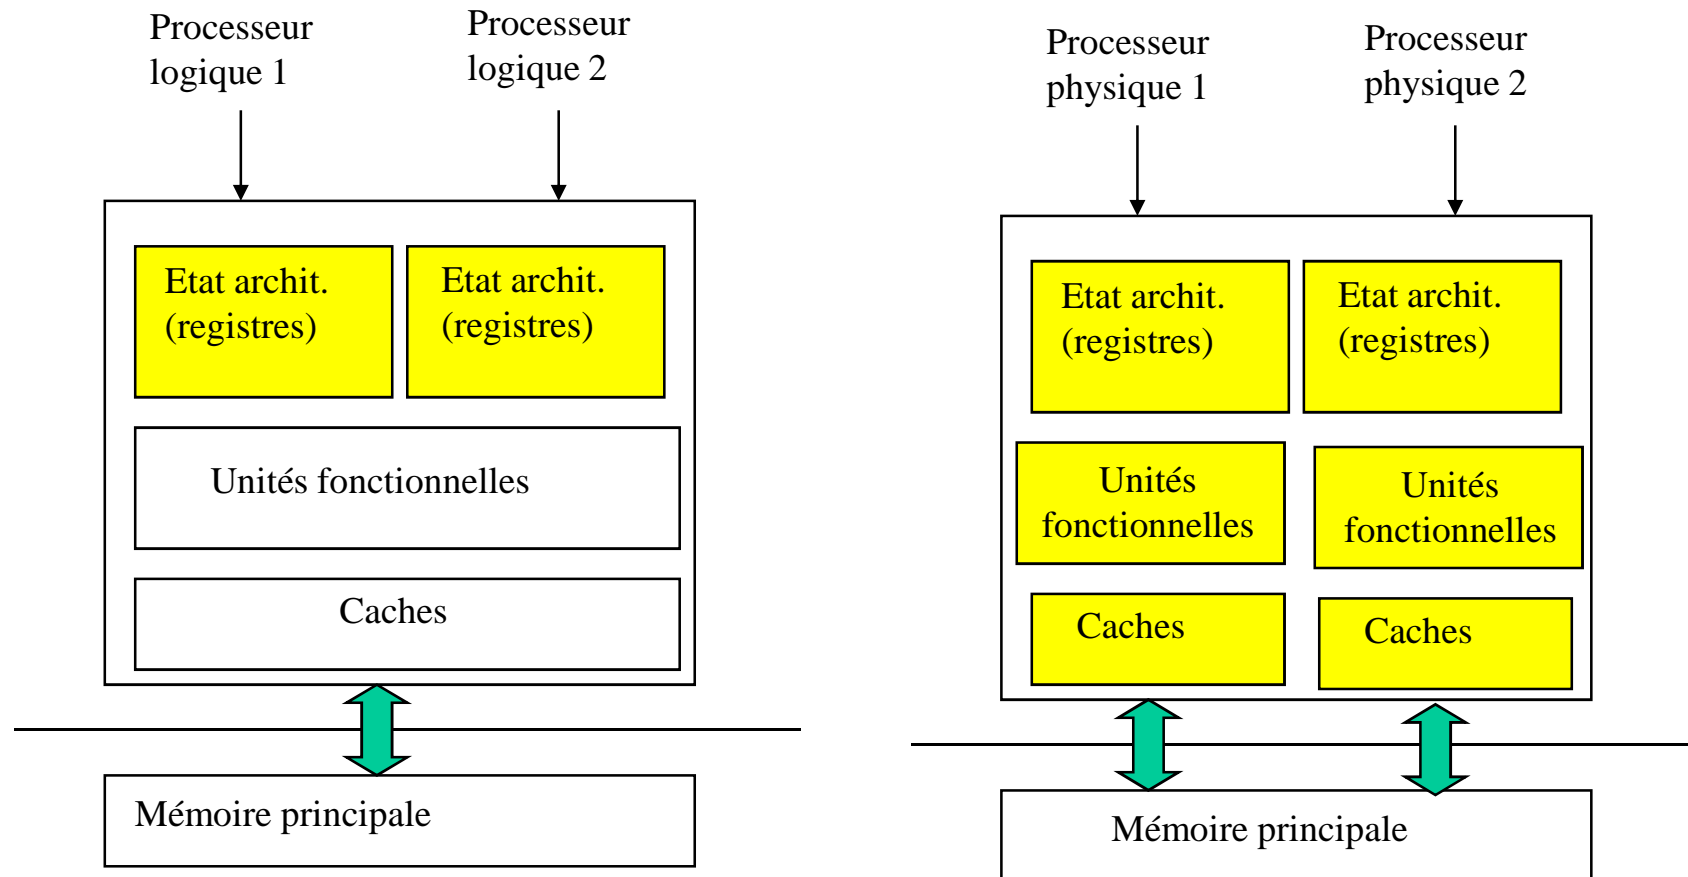 Processeur
logique 1
Processeur
logique 2
Etat archit.
(registres)
Etat archit.
(registres)
Unités fonctionnelles
Caches
Mémoire principale
Processeur
physique 1
Processeur
physique 2
Etat archit.
(registres)
Etat archit.
(registres)
Unités
fonctionnelles
Unités
fonctionnelles
Caches
Caches
Mémoire principale